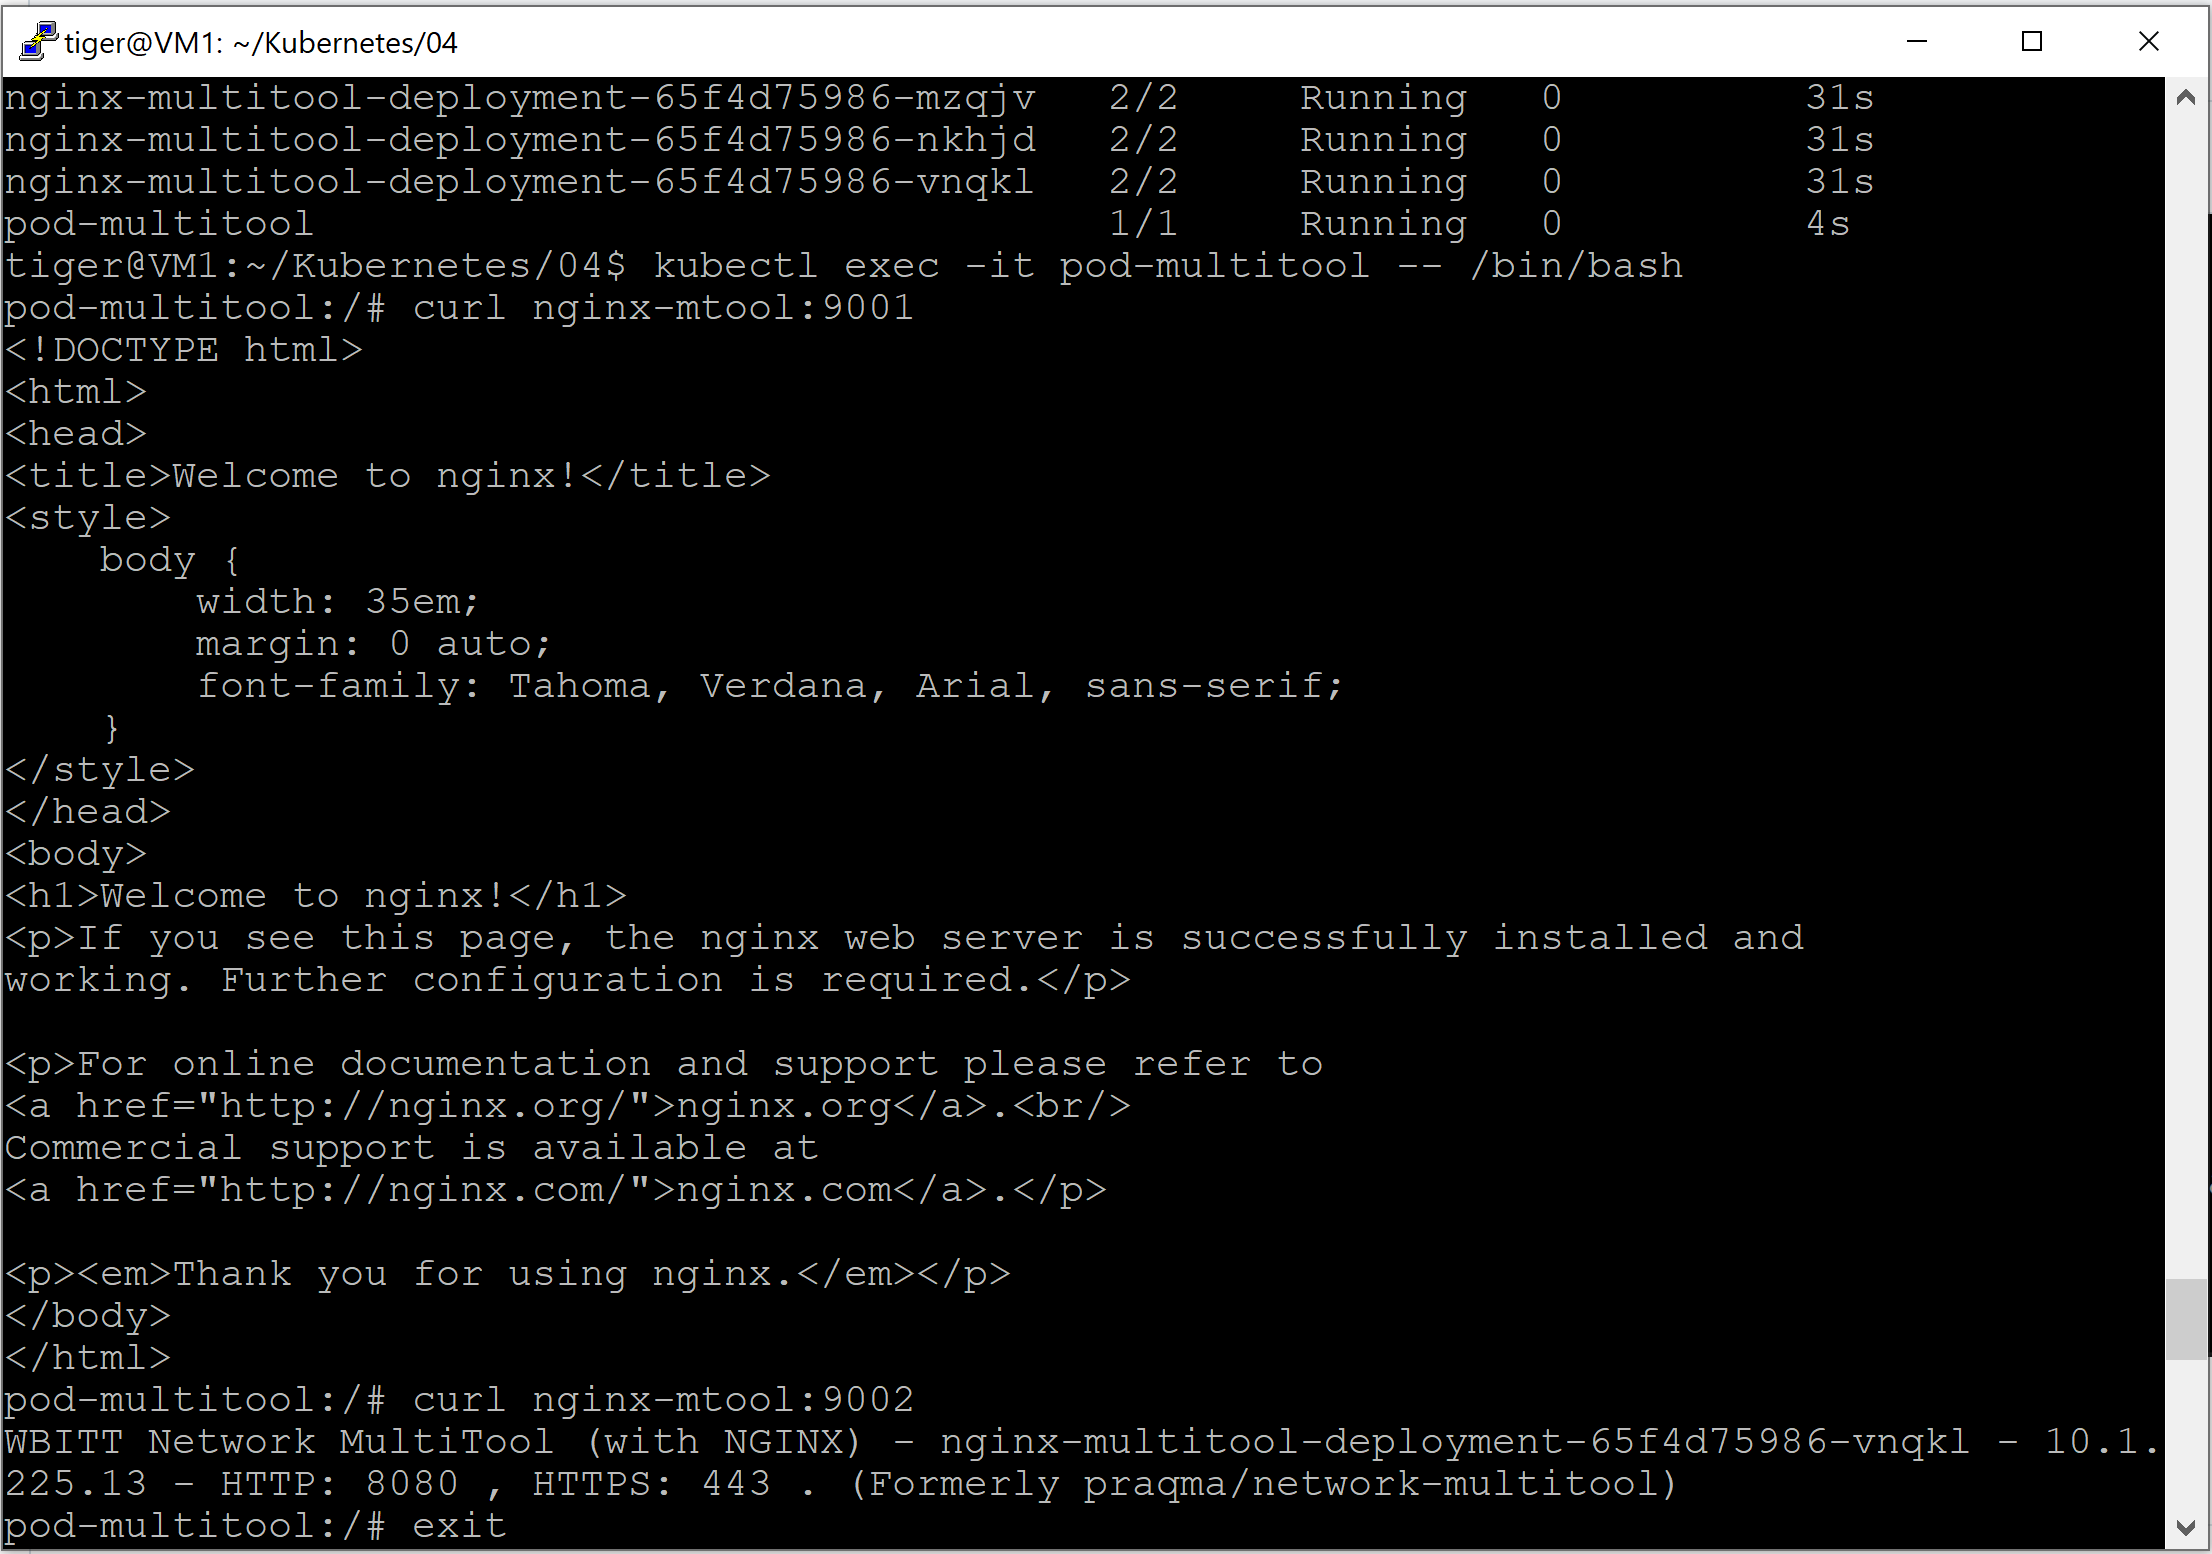 tiger@VM1: ~/Kubernetes/04
nginx-multitool-deployment-65f4d75986-mzqjv   2/2     Running   0          31s
nginx-multitool-deployment-65f4d75986-nkhjd   2/2     Running   0          31s
nginx-multitool-deployment-65f4d75986-vnqkl   2/2     Running   0          31s
pod-multitool                                 1/1     Running   0          4s
tiger@VM1:~/Kubernetes/04$ kubectl exec -it pod-multitool -- /bin/bash
pod-multitool:/# curl nginx-mtool:9001
<!DOCTYPE html>
<html>
<head>
<title>Welcome to nginx!</title>
<style>
    body {
        width: 35em;
        margin: 0 auto;
        font-family: Tahoma, Verdana, Arial, sans-serif;
    }
</style>
</head>
<body>
<h1>Welcome to nginx!</h1>
<p>If you see this page, the nginx web server is successfully installed and
working. Further configuration is required.</p>

<p>For online documentation and support please refer to
<a href="http://nginx.org/">nginx.org</a>.<br/>
Commercial support is available at
<a href="http://nginx.com/">nginx.com</a>.</p>

<p><em>Thank you for using nginx.</em></p>
</body>
</html>
pod-multitool:/# curl nginx-mtool:9002
WBITT Network MultiTool (with NGINX) - nginx-multitool-deployment-65f4d75986-vnqkl - 10.1.
225.13 - HTTP: 8080 , HTTPS: 443 . (Formerly praqma/network-multitool)
pod-multitool:/# exit